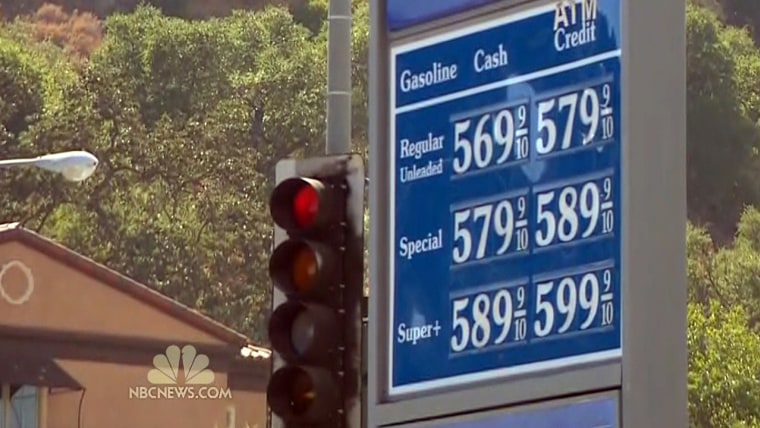 ATM
Gasoline Cash Credit
Regular Unleaded 569 9/10 579 9/10
Special 579 9/10 589 9/10
Super+ 589 9/10 599 9/10
NBCNEWS.COM